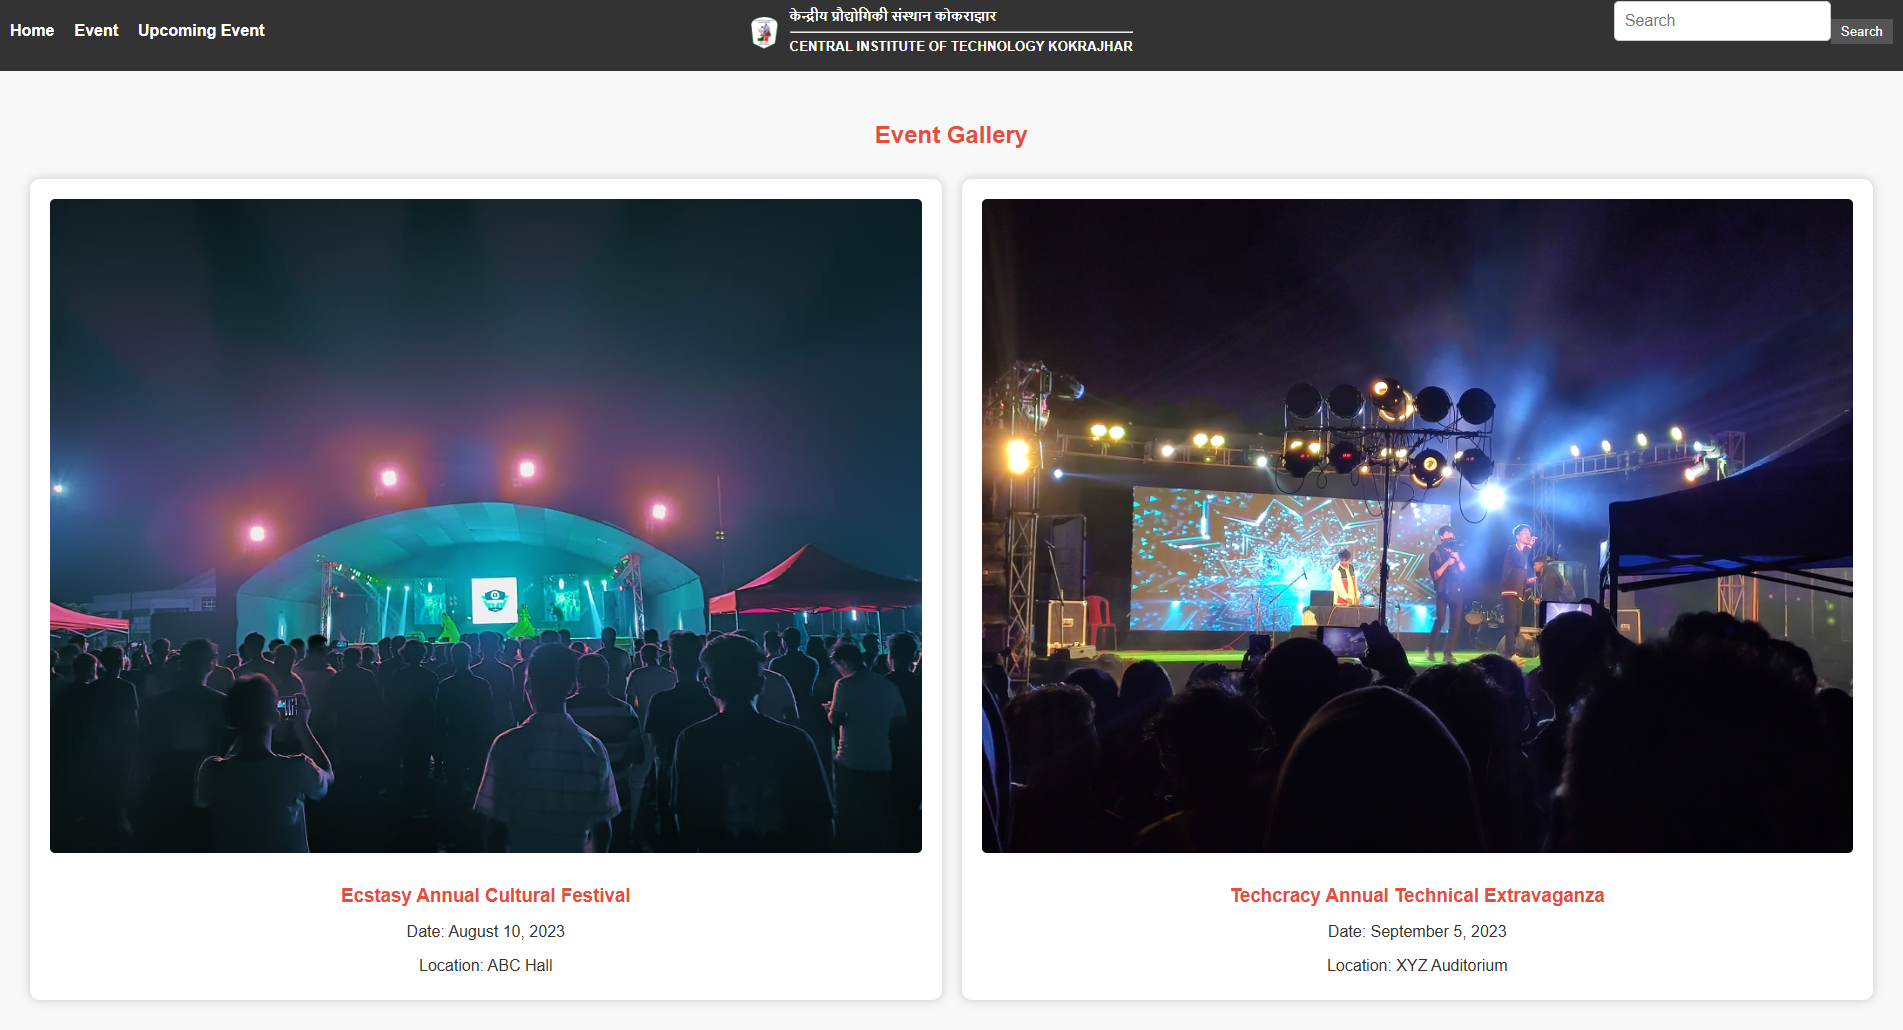 Home Event Upcoming Event
केन्द्रीय प्रौद्योगिकी संस्थान कोकराझार
CENTRAL INSTITUTE OF TECHNOLOGY KOKRAJHAR
Search
Search
Event Gallery
Ecstasy Annual Cultural Festival
Date: August 10, 2023
Location: ABC Hall
Techcracy Annual Technical Extravaganza
Date: September 5, 2023
Location: XYZ Auditorium